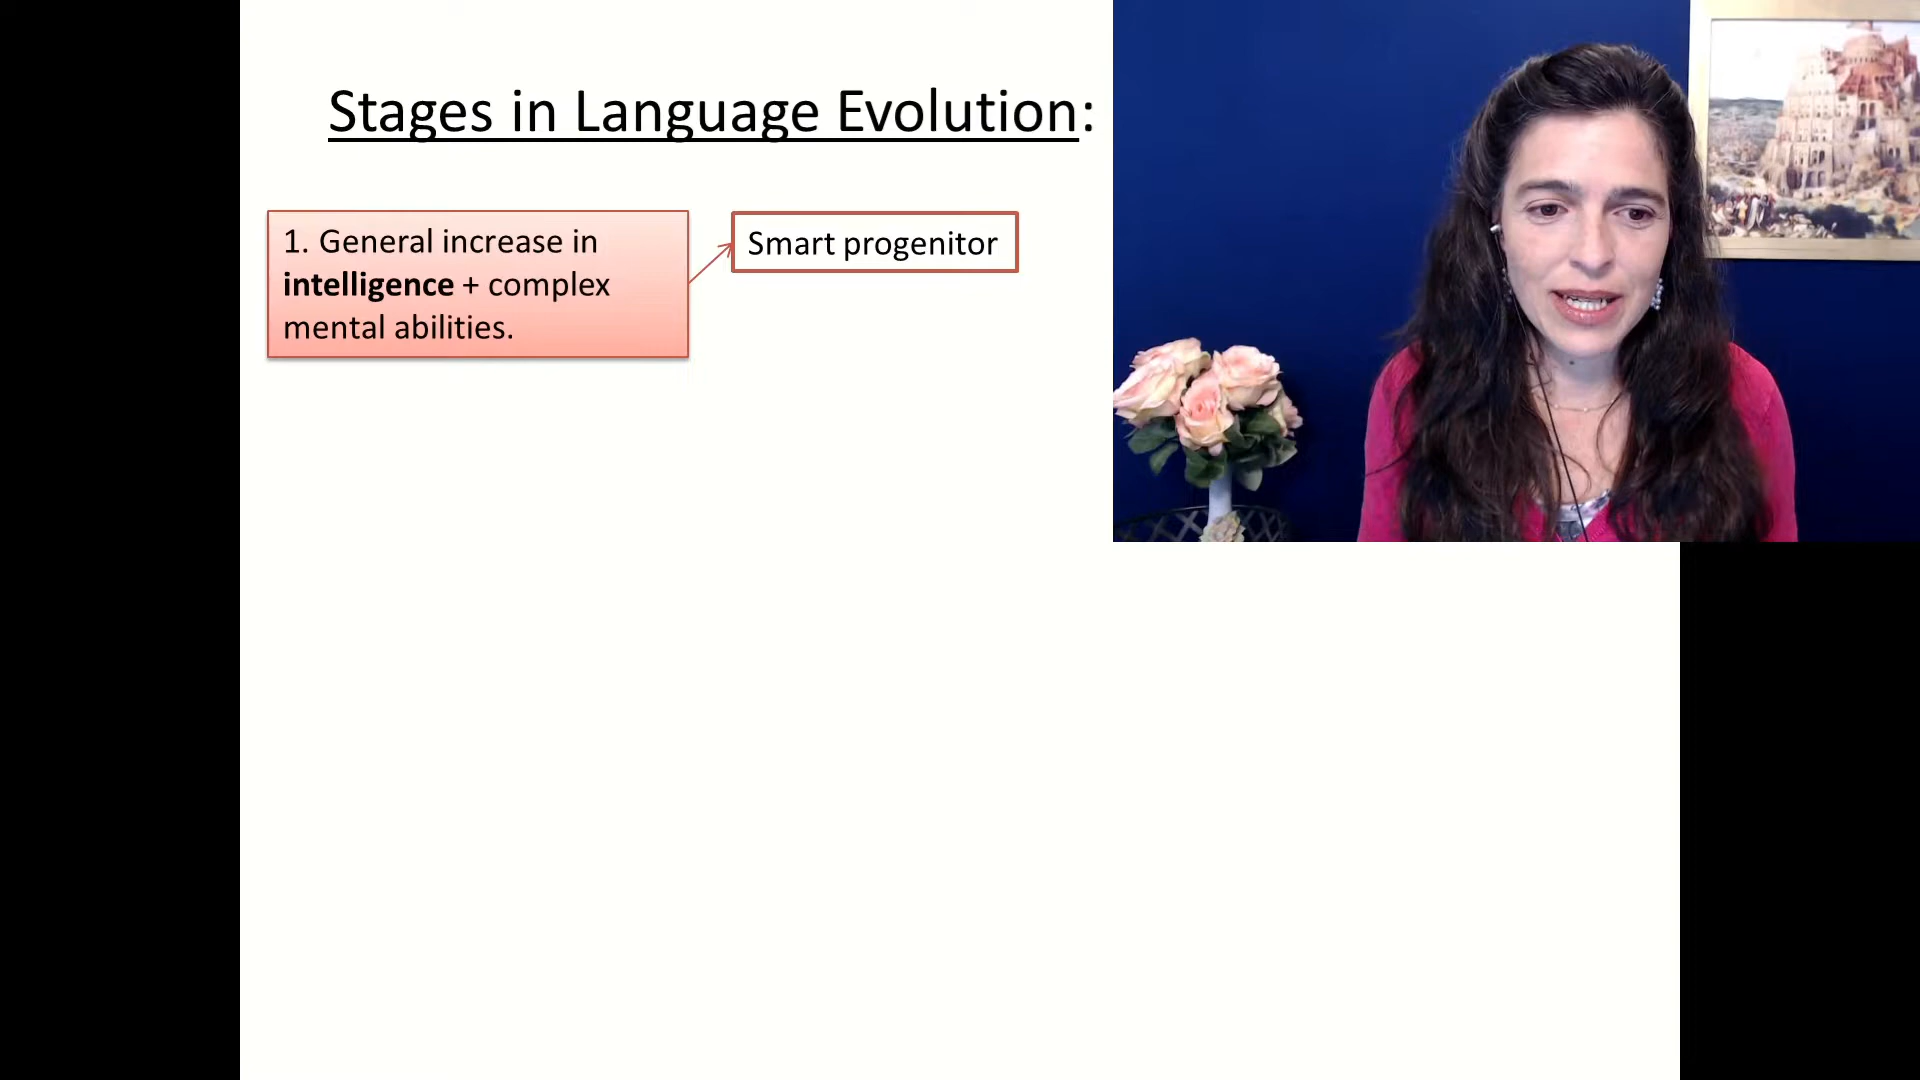 Stages in Language Evolution:
1. General increase in
intelligence + complex
mental abilities.
Smart progenitor